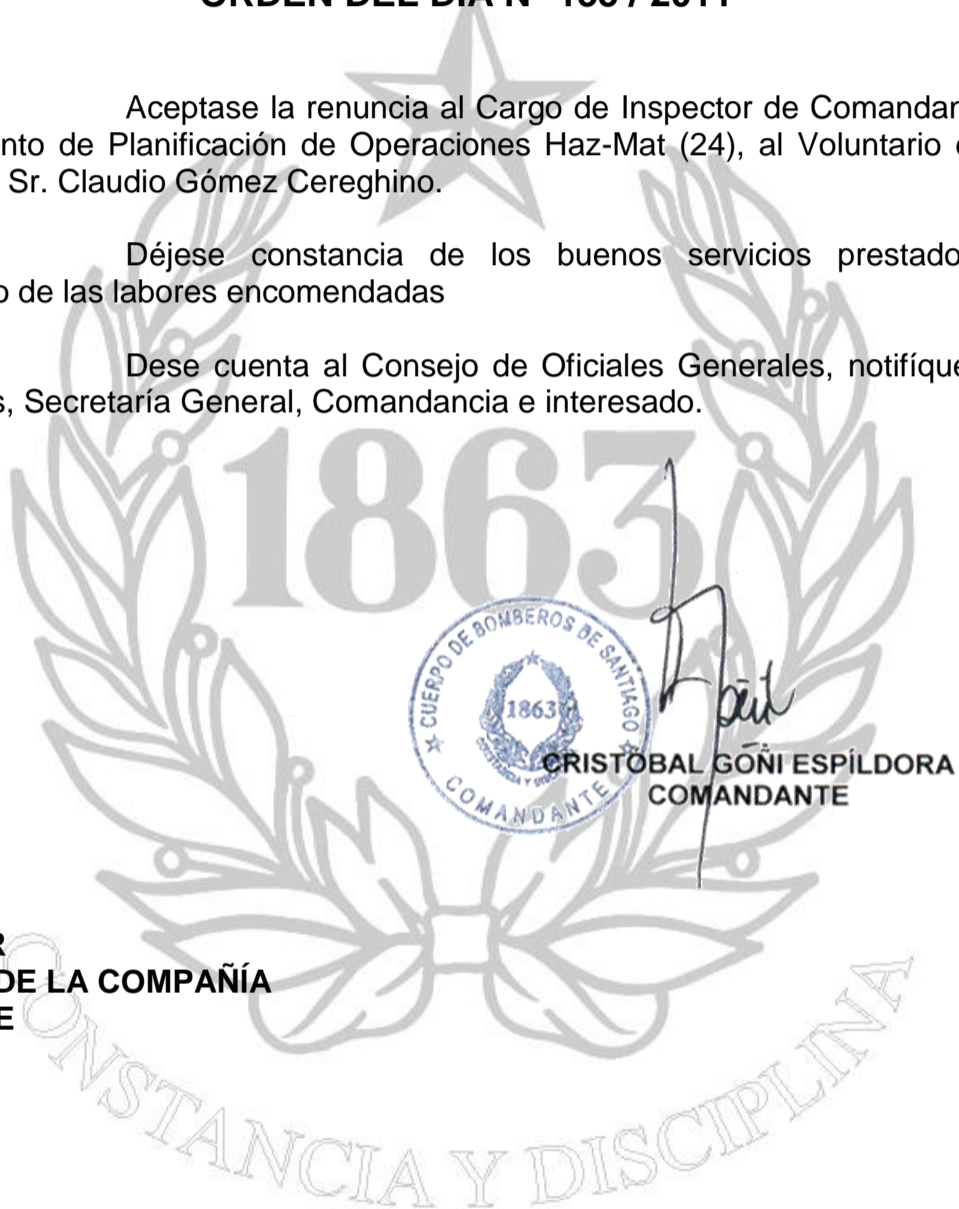 Aceptase la renuncia al Cargo de Inspector de Comandan
nto de Planificación de Operaciones Haz-Mat (24), al Voluntario
Sr. Claudio Gómez Cereghino.
Déjese constancia de los buenos servicios prestado
o de las labores encomendadas
Dese cuenta al Consejo de Oficiales Generales, notifíque
s, Secretaría General, Comandancia e interesado.
1863
CUERPO DE BOMBEROS DE SANTIAGO
1863
COMANDANTE
CRISTÓBAL GOÑI ESPÍLDORA
COMANDANTE
R
DE LA COMPAÑÍA
E
CONSTANCIA Y DISCIPLINA